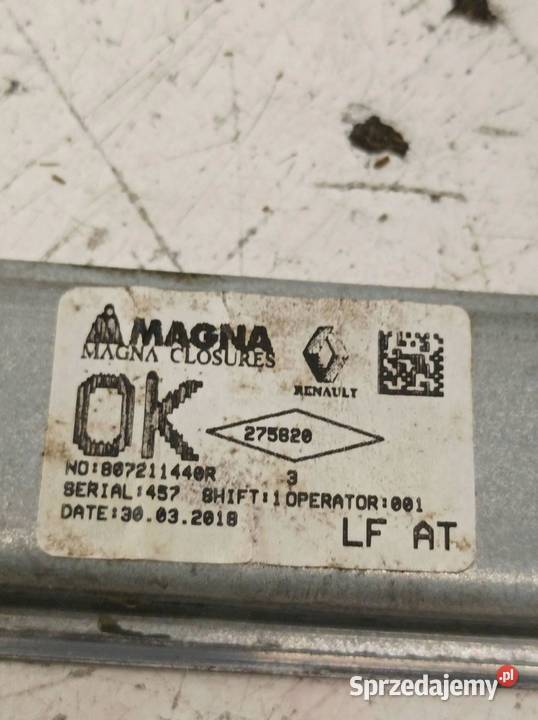 MAGNA
MAGNA CLOSURES
RENAULT
OK
275820
NO:807211440R 3
SERIAL:457 SHIFT:1 OPERATOR:001
DATE:30.03.2018
LF AT
Sprzedajemy.pl